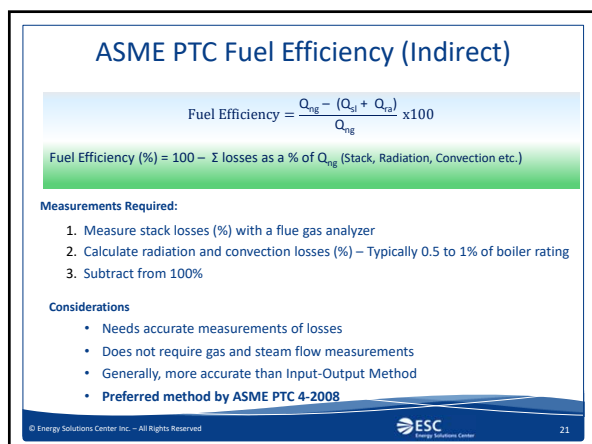 ASME PTC Fuel Efficiency (Indirect)
Fuel Efficiency = Qng – (Qsl + Qra) / Qng x100
Fuel Efficiency (%) = 100 – Σ losses as a % of Qng (Stack, Radiation, Convection etc.)
Measurements Required:
1. Measure stack losses (%) with a flue gas analyzer
2. Calculate radiation and convection losses (%) – Typically 0.5 to 1% of boiler rating
3. Subtract from 100%
Considerations
• Needs accurate measurements of losses
• Does not require gas and steam flow measurements
• Generally, more accurate than Input-Output Method
• Preferred method by ASME PTC 4-2008
© Energy Solutions Center Inc. – All Rights Reserved
ESC
Energy Solutions Center
21